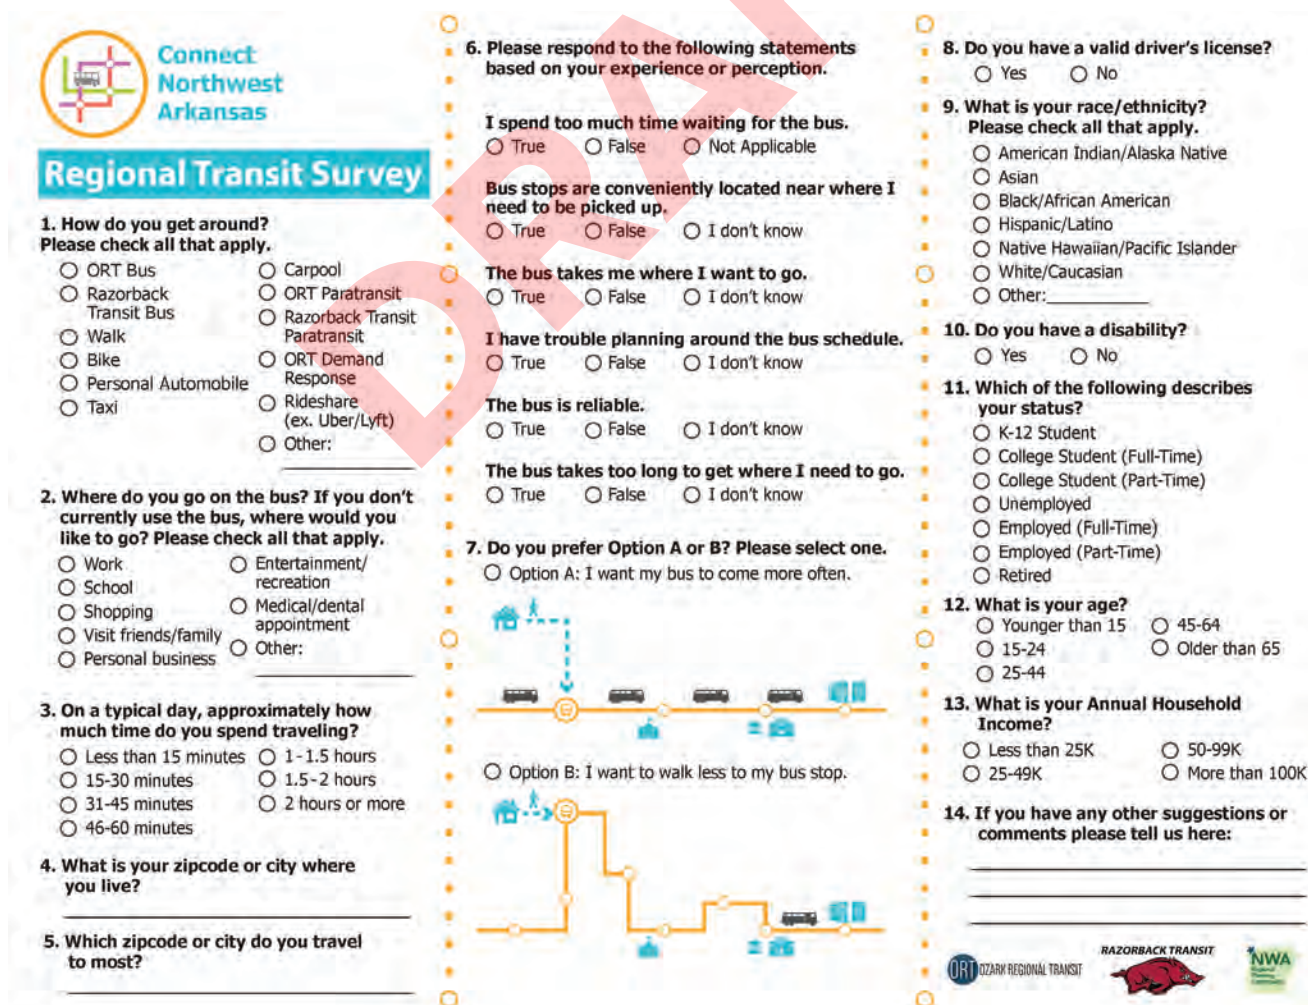 Connect
Northwest
Arkansas
Regional Transit Survey
1. How do you get around?
Please check all that apply.
ORT Bus
Razorback
Transit Bus
Walk
Bike
Personal Automobile
Taxi
Carpool
ORT Paratransit
Razorback Transit
Paratransit
ORT Demand
Response
Rideshare
(ex. Uber/Lyft)
Other:
2. Where do you go on the bus? If you don't
currently use the bus, where would you
like to go? Please check all that apply.
Work
School
Shopping
Visit friends/family
Personal business
Entertainment/
recreation
Medical/dental
appointment
Other:
3. On a typical day, approximately how
much time do you spend traveling?
Less than 15 minutes
15-30 minutes
31-45 minutes
46-60 minutes
1-1.5 hours
1.5-2 hours
2 hours or more
4. What is your zipcode or city where
you live?
5. Which zipcode or city do you travel
to most?
6. Please respond to the following statements
based on your experience or perception.
I spend too much time waiting for the bus.
True False Not Applicable
Bus stops are conveniently located near where I
need to be picked up.
True False I don't know
The bus takes me where I want to go.
True False I don't know
I have trouble planning around the bus schedule.
True False I don't know
The bus is reliable.
True False I don't know
The bus takes too long to get where I need to go.
True False I don't know
7. Do you prefer Option A or B? Please select one.
Option A: I want my bus to come more often.
Option B: I want to walk less to my bus stop.
8. Do you have a valid driver's license?
Yes No
9. What is your race/ethnicity?
Please check all that apply.
American Indian/Alaska Native
Asian
Black/African American
Hispanic/Latino
Native Hawaiian/Pacific Islander
White/Caucasian
Other:
10. Do you have a disability?
Yes No
11. Which of the following describes
your status?
K-12 Student
College Student (Full-Time)
College Student (Part-Time)
Unemployed
Employed (Full-Time)
Employed (Part-Time)
Retired
12. What is your age?
Younger than 15
15-24
25-44
45-64
Older than 65
13. What is your Annual Household
Income?
Less than 25K
25-49K
50-99K
More than 100K
14. If you have any other suggestions or
comments please tell us here:
ORT OZARK REGIONAL TRANSIT
RAZORBACK TRANSIT
NWA
DRA